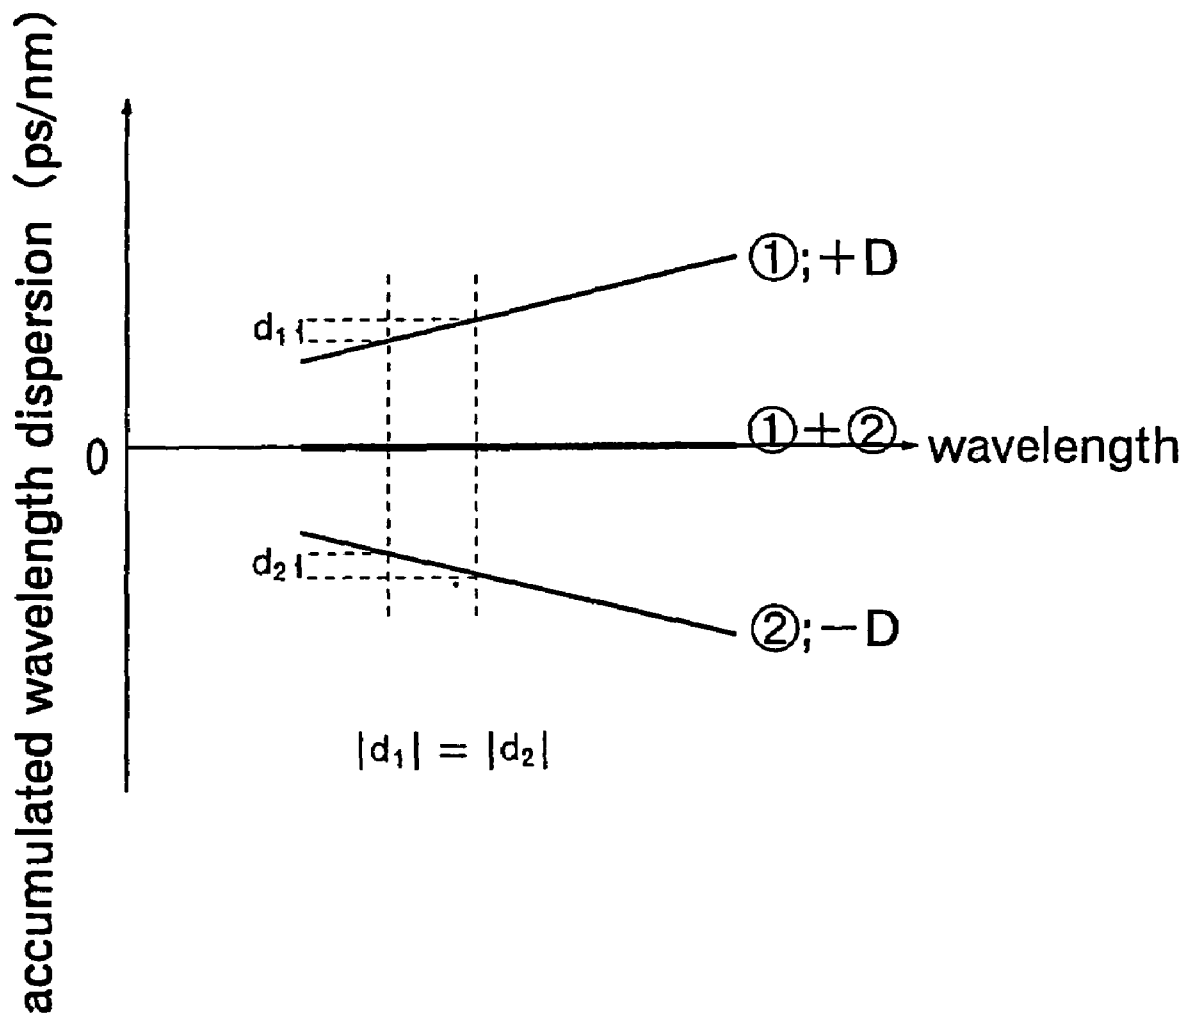 accumulated wavelength dispersion (ps/nm)
①;+D
d₁
①+②
0
wavelength
d₂
②;−D
|d₁| = |d₂|